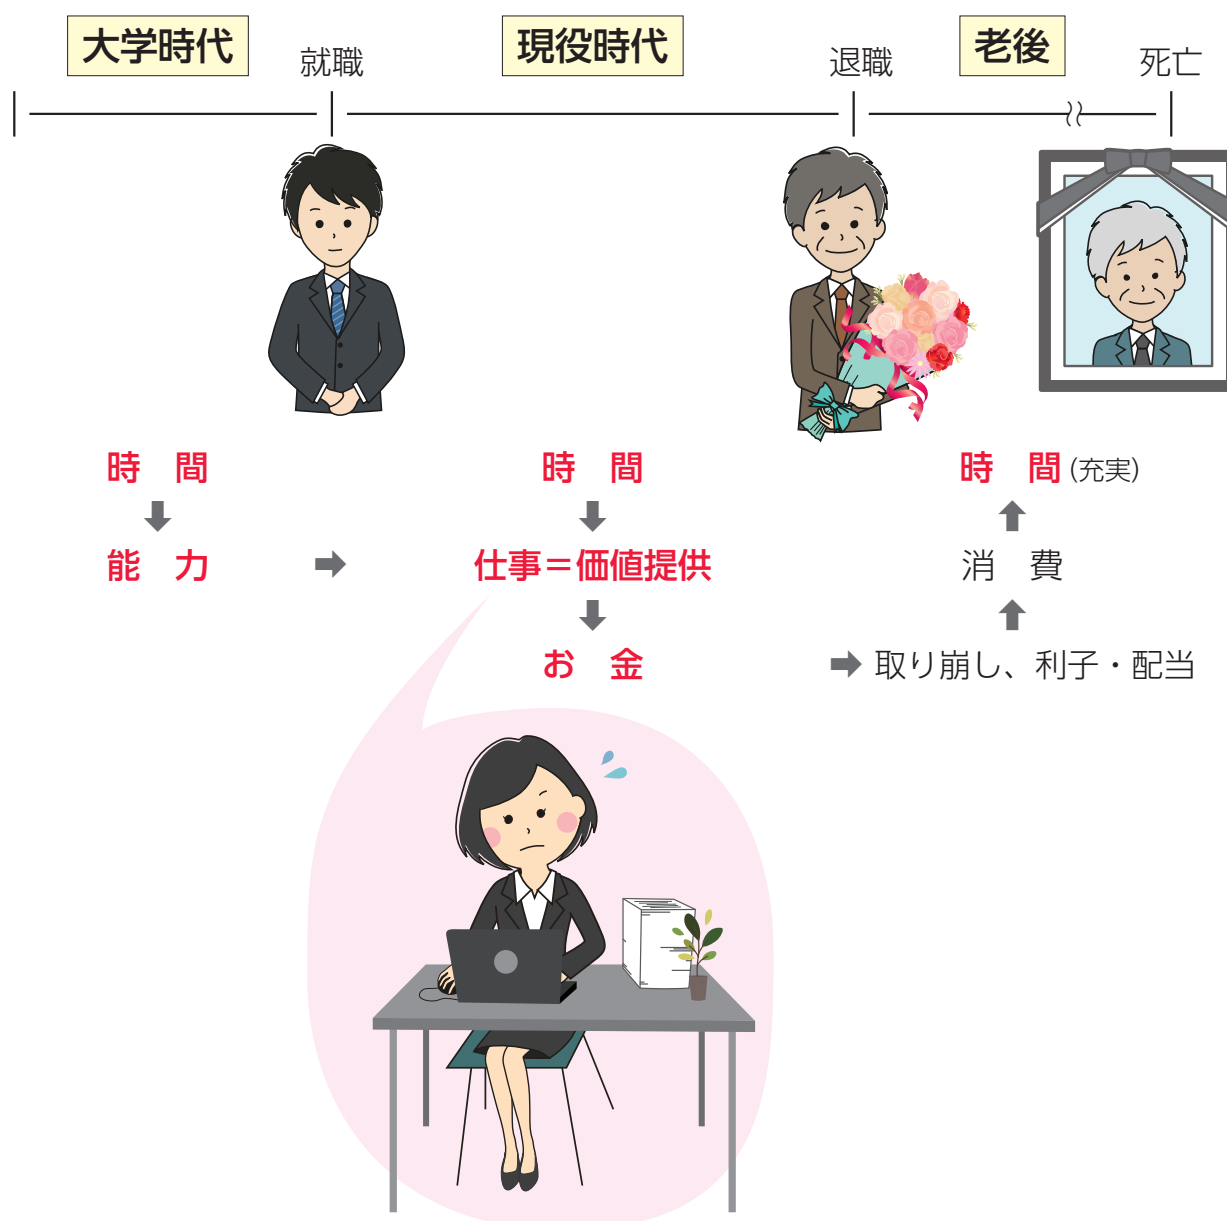 大学時代 就職 現役時代 退職 老後 死亡
時 間 時 間 時 間 (充実)
能 力 仕事＝価値提供 消 費
お 金 取り崩し、利子・配当